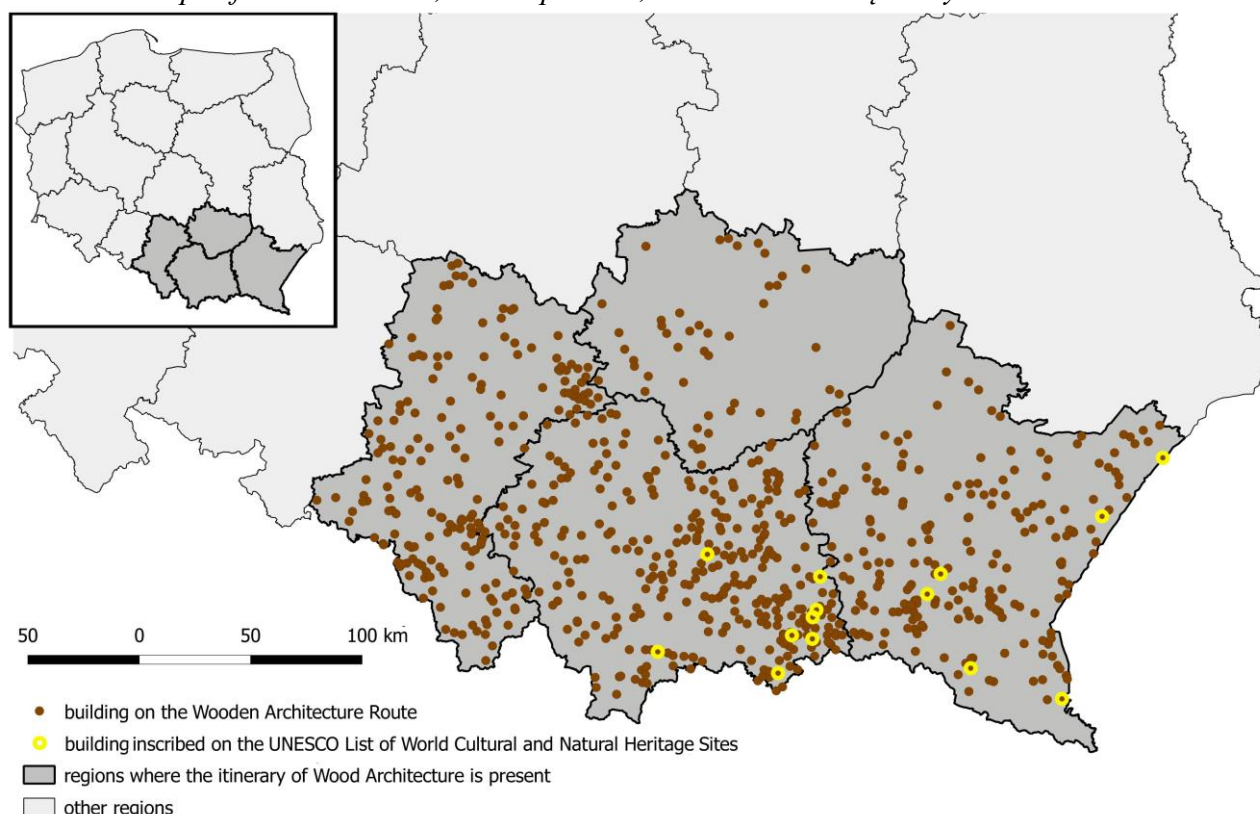 50 0 50 100 km
building on the Wooden Architecture Route
building inscribed on the UNESCO List of World Cultural and Natural Heritage Sites
regions where the itinerary of Wood Architecture is present
other regions